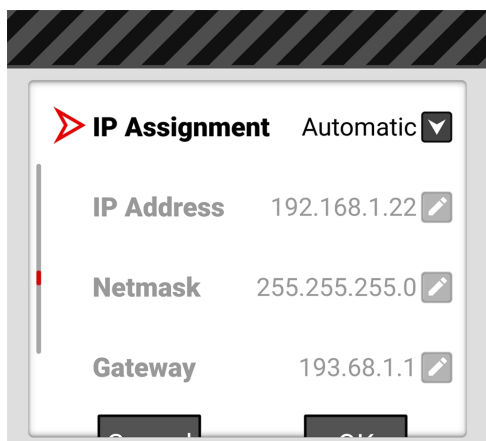 IP Assignment Automatic
IP Address 192.168.1.22
Netmask 255.255.255.0
Gateway 193.68.1.1